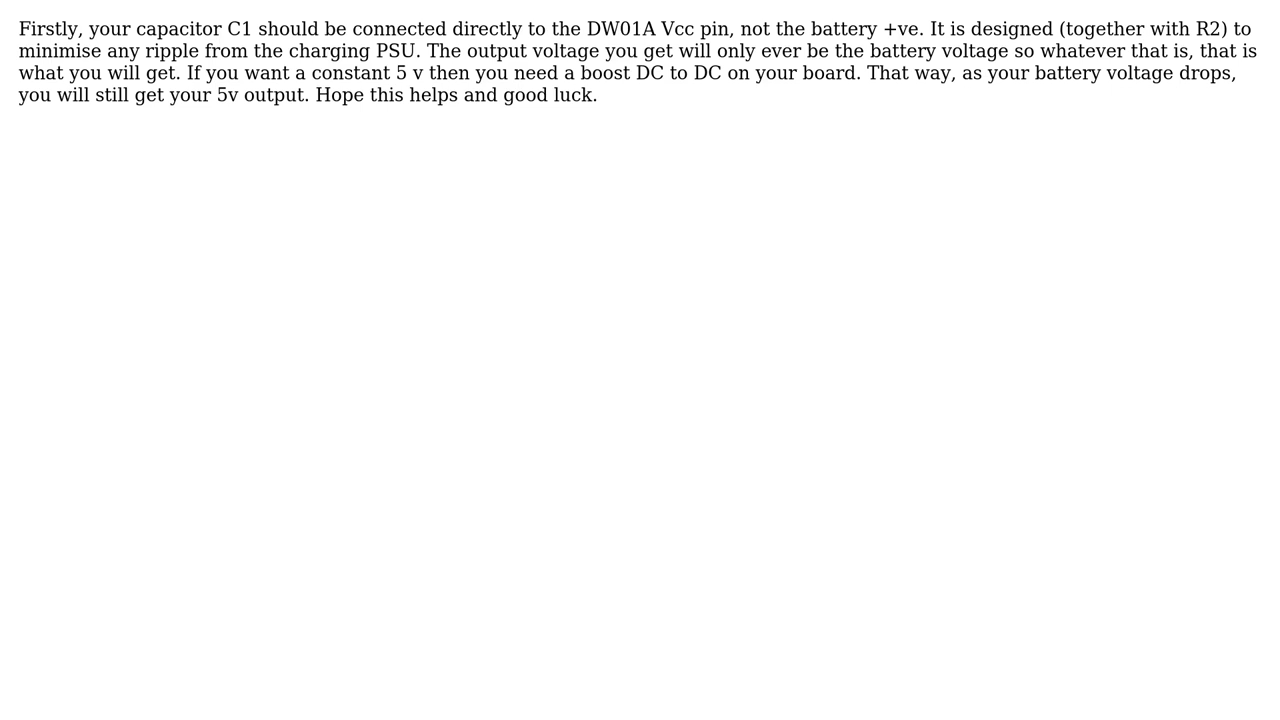 Firstly, your capacitor C1 should be connected directly to the DW01A Vcc pin, not the battery +ve. It is designed (together with R2) to
minimise any ripple from the charging PSU. The output voltage you get will only ever be the battery voltage so whatever that is, that is
what you will get. If you want a constant 5 v then you need a boost DC to DC on your board. That way, as your battery voltage drops,
you will still get your 5v output. Hope this helps and good luck.